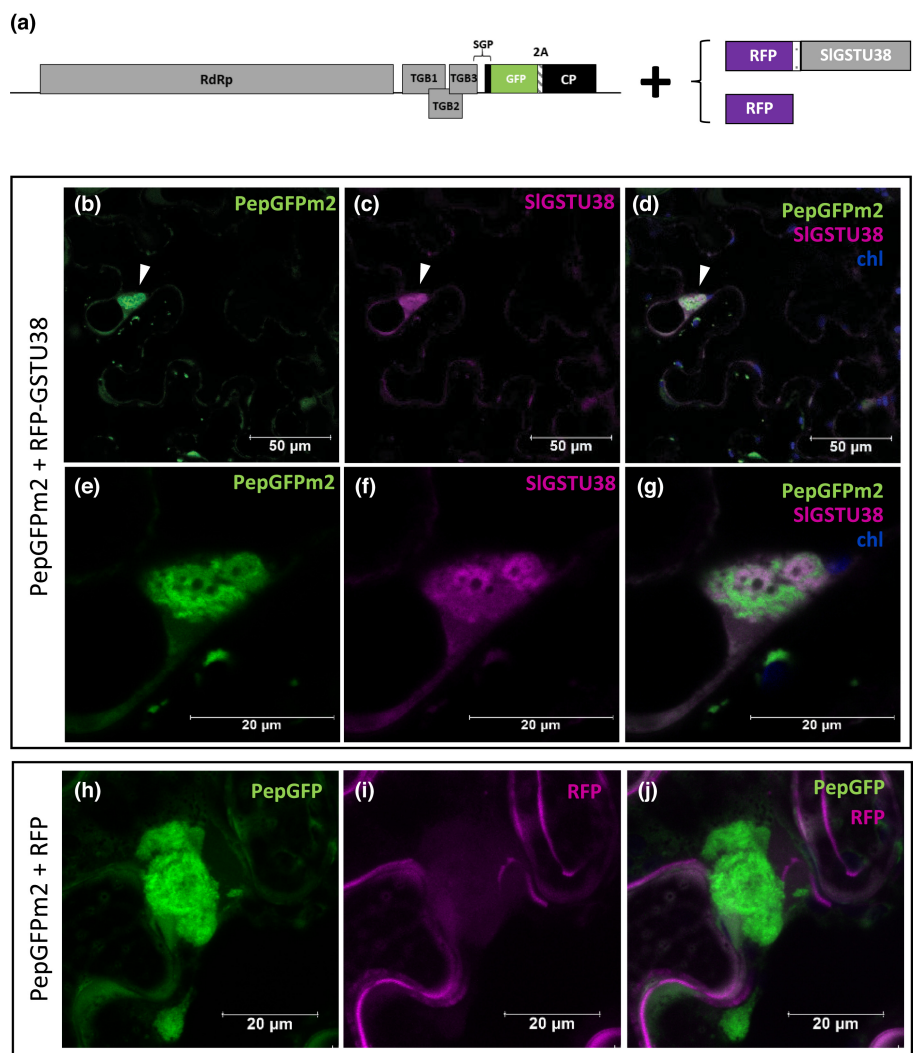 (a)
SGP
2A
RdRp
TGB1
TGB2
TGB3
GFP
CP
RFP
SlGSTU38
RFP
PepGFPm2 + RFP-GSTU38
(b)
PepGFPm2
50 µm
(c)
SlGSTU38
50 µm
(d)
PepGFPm2
SlGSTU38
chl
50 µm
(e)
PepGFPm2
20 µm
(f)
SlGSTU38
20 µm
(g)
PepGFPm2
SlGSTU38
chl
20 µm
PepGFPm2 + RFP
(h)
PepGFP
20 µm
(i)
RFP
20 µm
(j)
PepGFP
RFP
20 µm